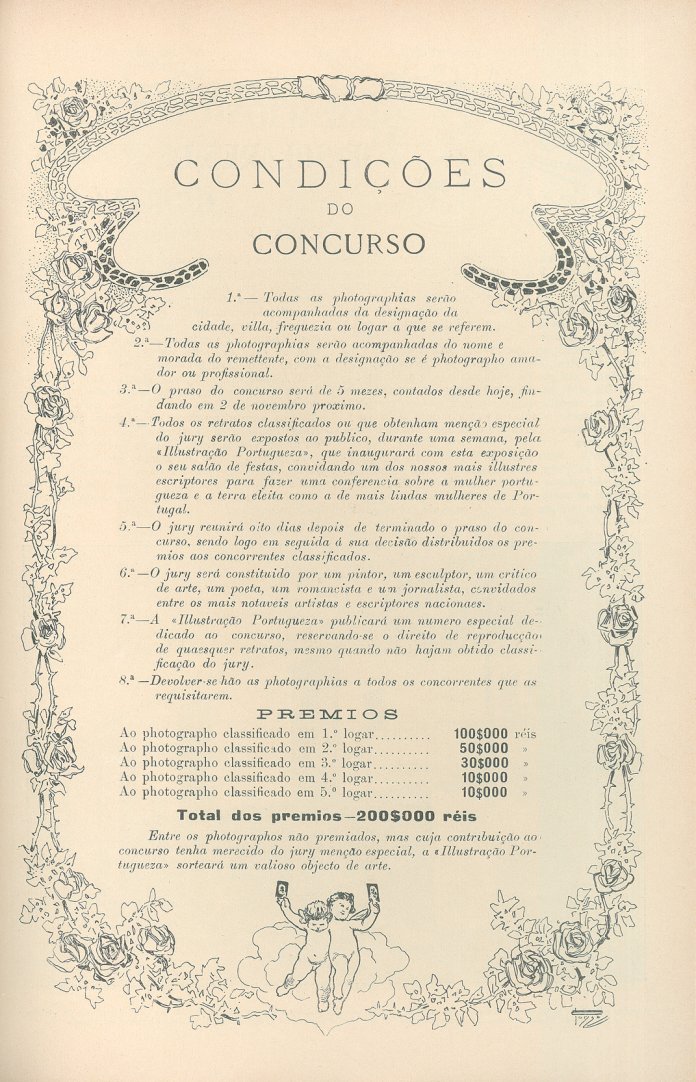 CONDIÇÕES
DO
CONCURSO
1.ª — Todas as photographias serão
acompanhadas da designação da
cidade, villa, freguezia ou logar a que se referem.
2.ª—Todas as photographias serão acompanhadas do nome e
morada do remettente, com a designação se é photographo ama-
dor ou profissional.
3.ª—O praso do concurso será de 5 mezes, contados desde hoje, fin-
dando em 2 de novembro proximo.
4.ª—Todos os retratos classificados ou que obtenham menção especial
do jury serão expostos ao publico, durante uma semana, pela
«Illustração Portugueza», que inaugurará com esta exposição
o seu salão de festas, convidando um dos nossos mais illustres
escriptores para fazer uma conferencia sobre a mulher portu-
gueza e a terra eleita como a de mais lindas mulheres de Por-
tugal.
5.ª—O jury reunirá oito dias depois de terminado o praso do con-
curso, sendo logo em seguida á sua decisão distribuidos os pre-
mios aos concorrentes classificados.
6.ª—O jury será constituido por um pintor, um esculptor, um critico
de arte, um poeta, um romancista e um jornalista, convidados
entre os mais notaveis artistas e escriptores nacionaes.
7.ª—A «Illustração Portugueza» publicará um numero especial de-
dicado ao concurso, reservando-se o direito de reproducção
de quaesquer retratos, mesmo quando não hajam obtido classi-
ficação do jury.
8.ª —Devolver-se hão as photographias a todos os concorrentes que as
requisitarem.
PREMIOS
Ao photographo classificado em 1.º logar.......... 100$000 réis
Ao photographo classificado em 2.º logar.......... 50$000 »
Ao photographo classificado em 3.º logar.......... 30$000 »
Ao photographo classificado em 4.º logar.......... 10$000 »
Ao photographo classificado em 5.º logar.......... 10$000 »
Total dos premios—200$000 réis
Entre os photographos não premiados, mas cuja contribuição ao
concurso tenha merecido do jury menção especial, a «Illustração Por-
tugueza» sorteará um valioso objecto de arte.